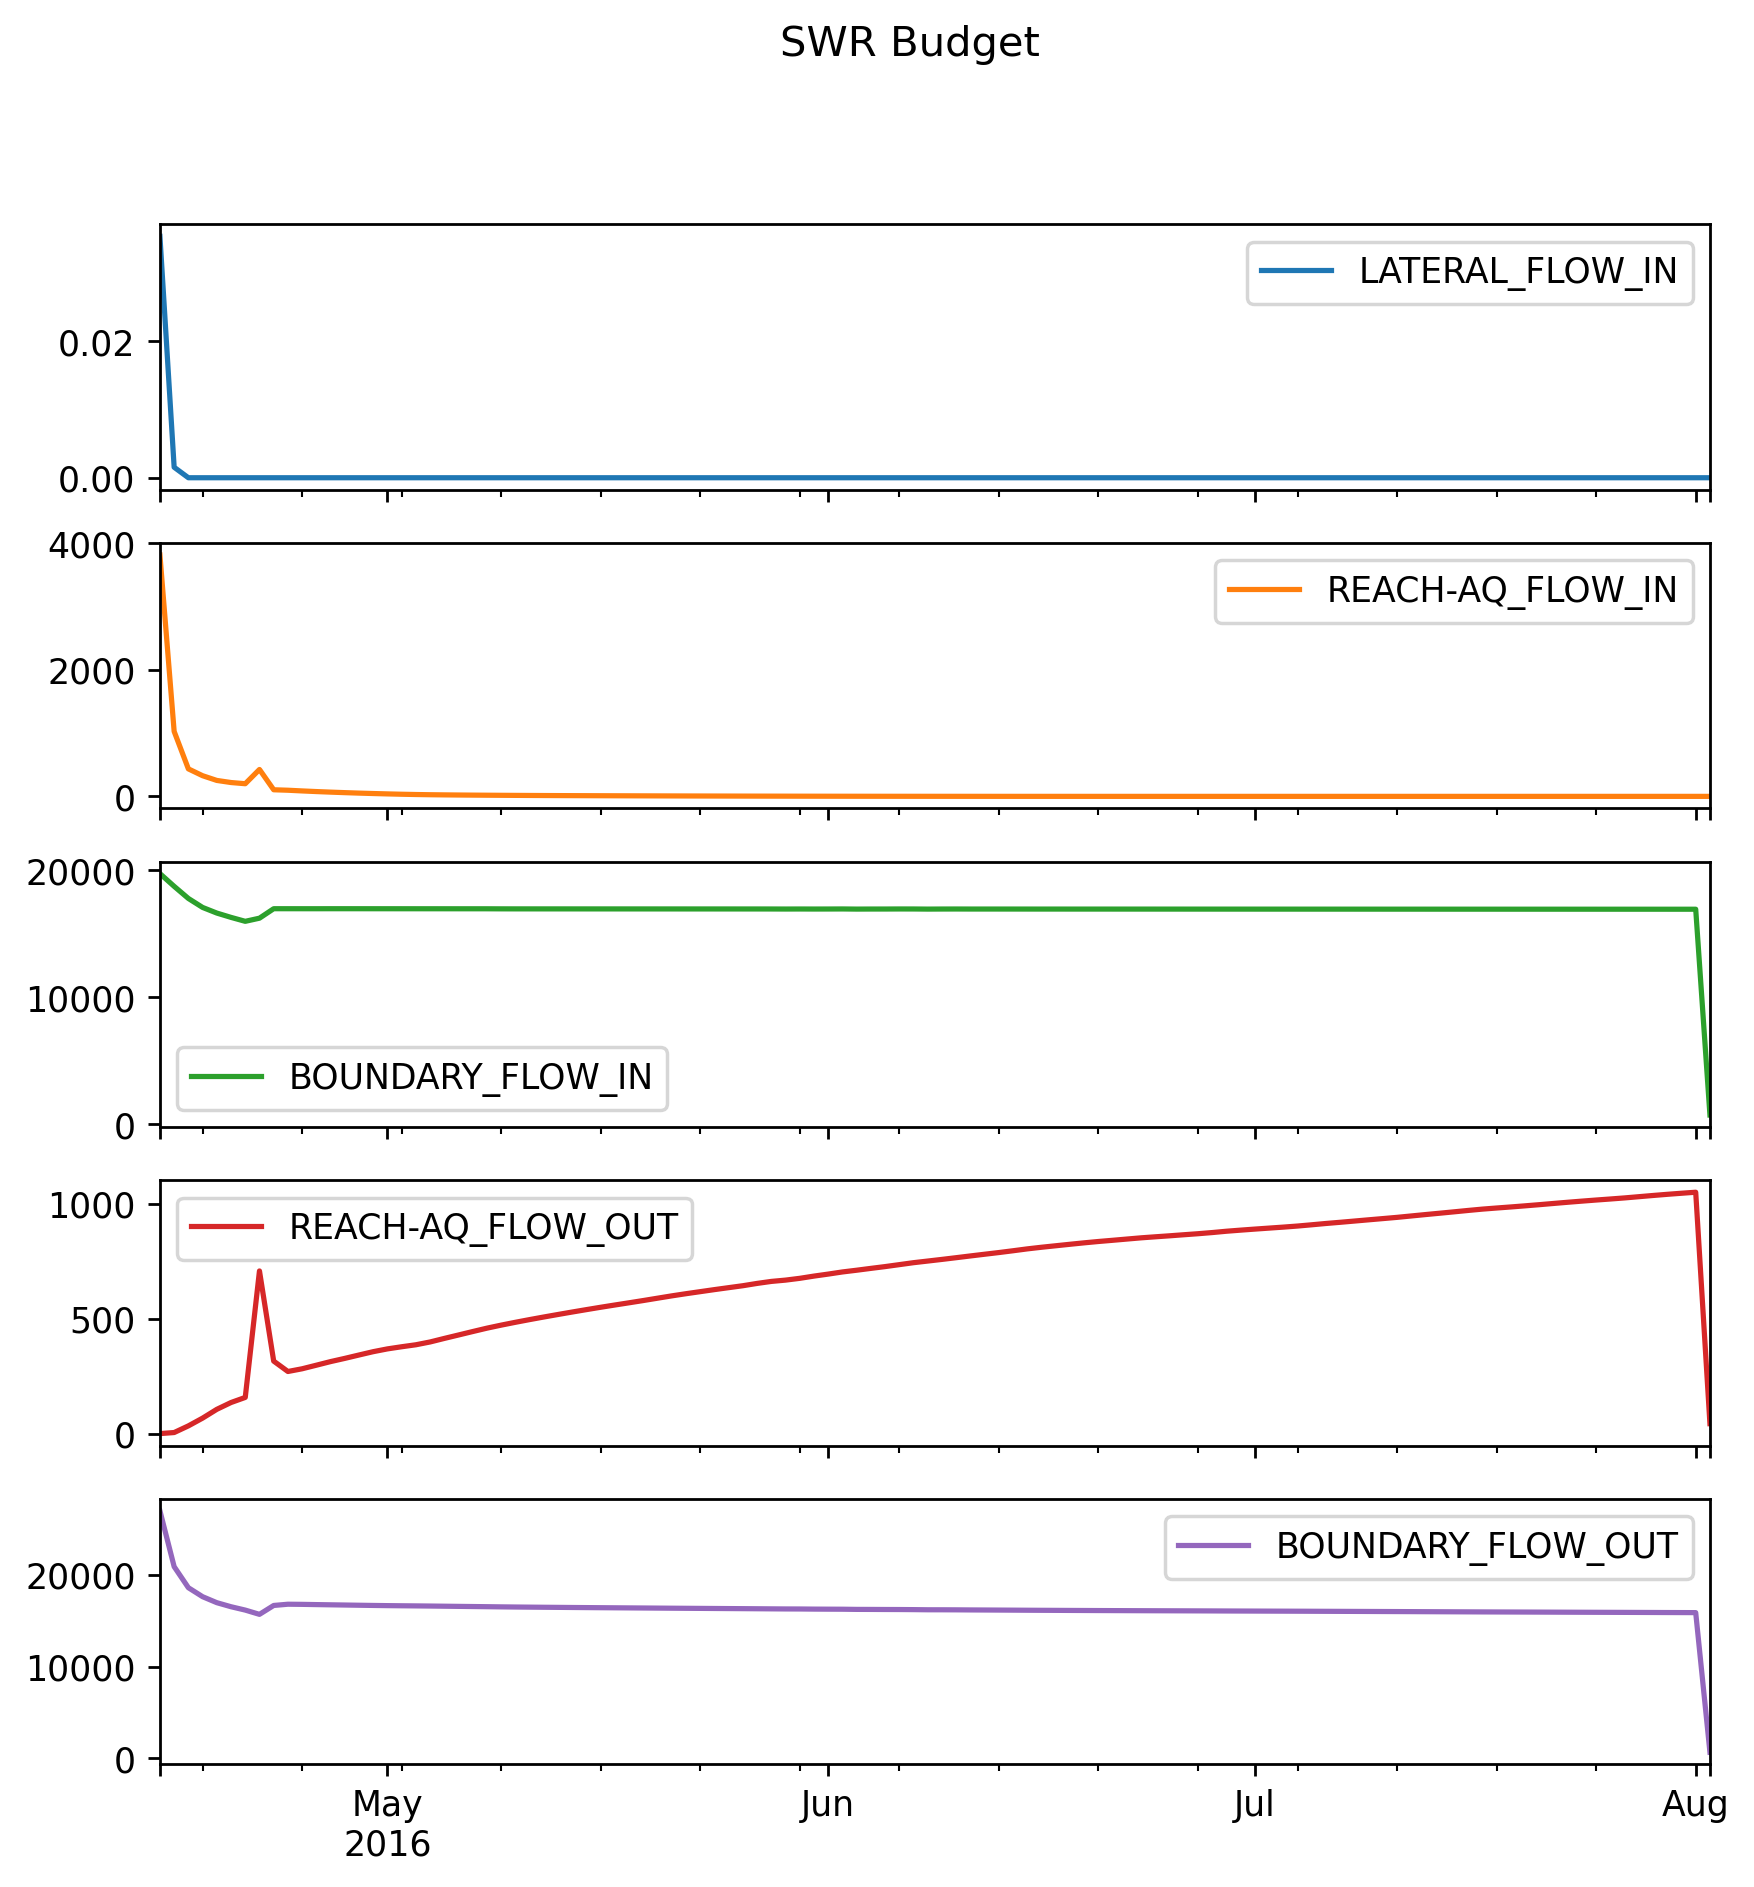 SWR Budget
LATERAL_FLOW_IN
0.02
0.00
4000
REACH-AQ_FLOW_IN
2000
0
20000
10000
BOUNDARY_FLOW_IN
0
1000
REACH-AQ_FLOW_OUT
500
0
BOUNDARY_FLOW_OUT
20000
10000
0
May Jun Jul Aug
2016